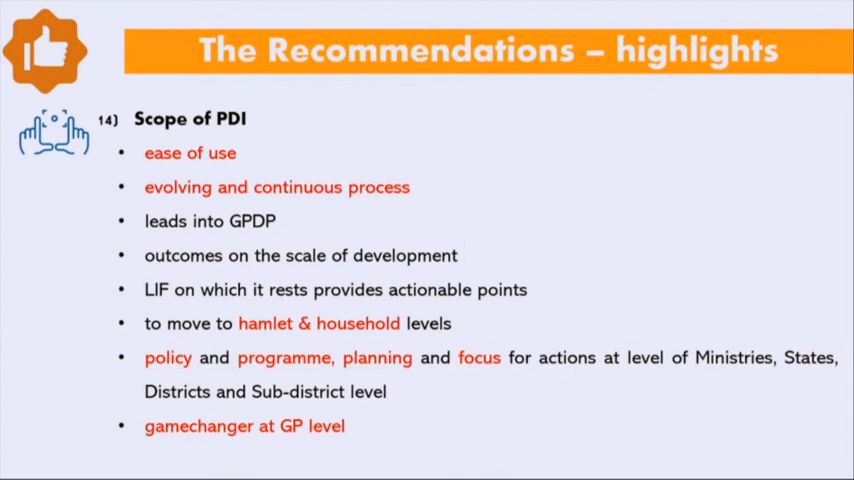 The Recommendations – highlights
14) Scope of PDI
• ease of use
• evolving and continuous process
• leads into GPDP
• outcomes on the scale of development
• LIF on which it rests provides actionable points
• to move to hamlet & household levels
• policy and programme, planning and focus for actions at level of Ministries, States,
Districts and Sub-district level
• gamechanger at GP level